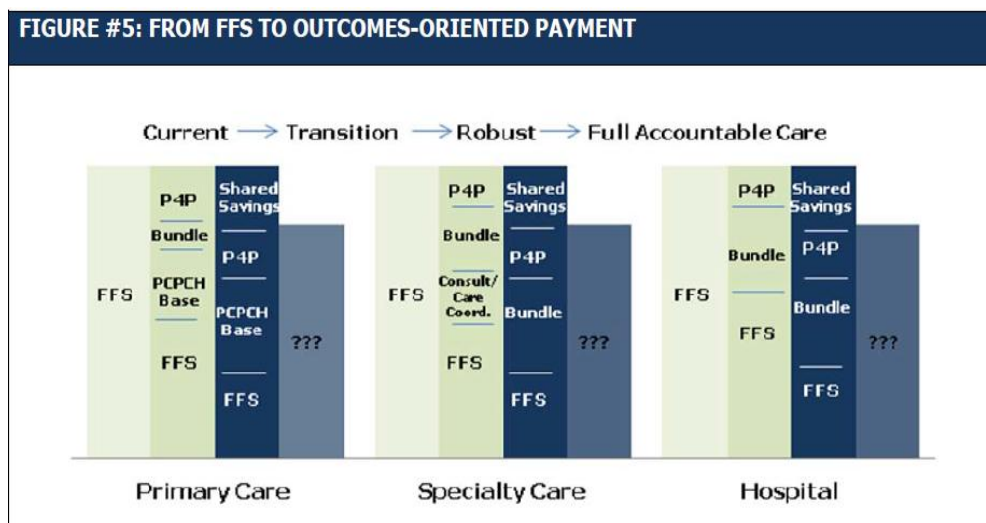 FIGURE #5: FROM FFS TO OUTCOMES-ORIENTED PAYMENT
Current → Transition → Robust → Full Accountable Care
FFS
P4P
Bundle
PCPCH
Base
FFS
Shared
Savings
P4P
PCPCH
Base
FFS
???
Primary Care
FFS
P4P
Bundle
Consult/
Care
Coord.
FFS
Shared
Savings
P4P
Bundle
FFS
???
Specialty Care
FFS
P4P
Bundle
FFS
Shared
Savings
P4P
Bundle
FFS
???
Hospital